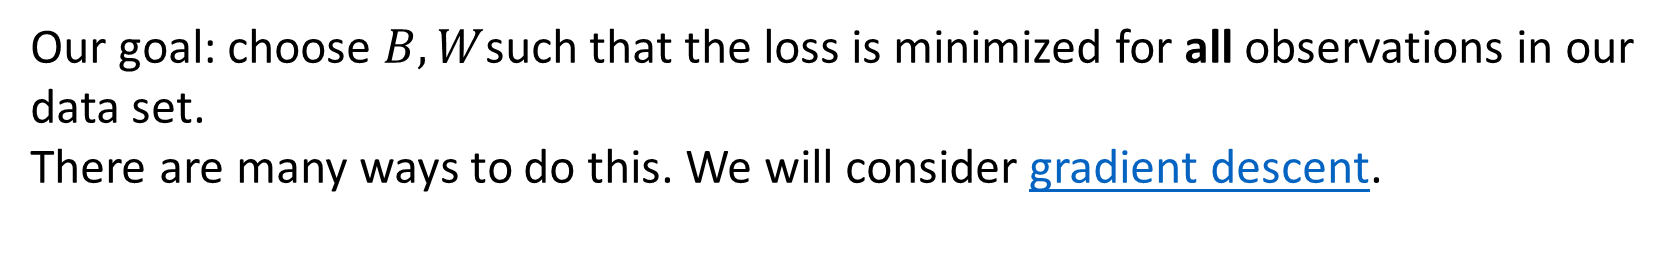 Our goal: choose B, W such that the loss is minimized for all observations in our
data set.
There are many ways to do this. We will consider gradient descent.